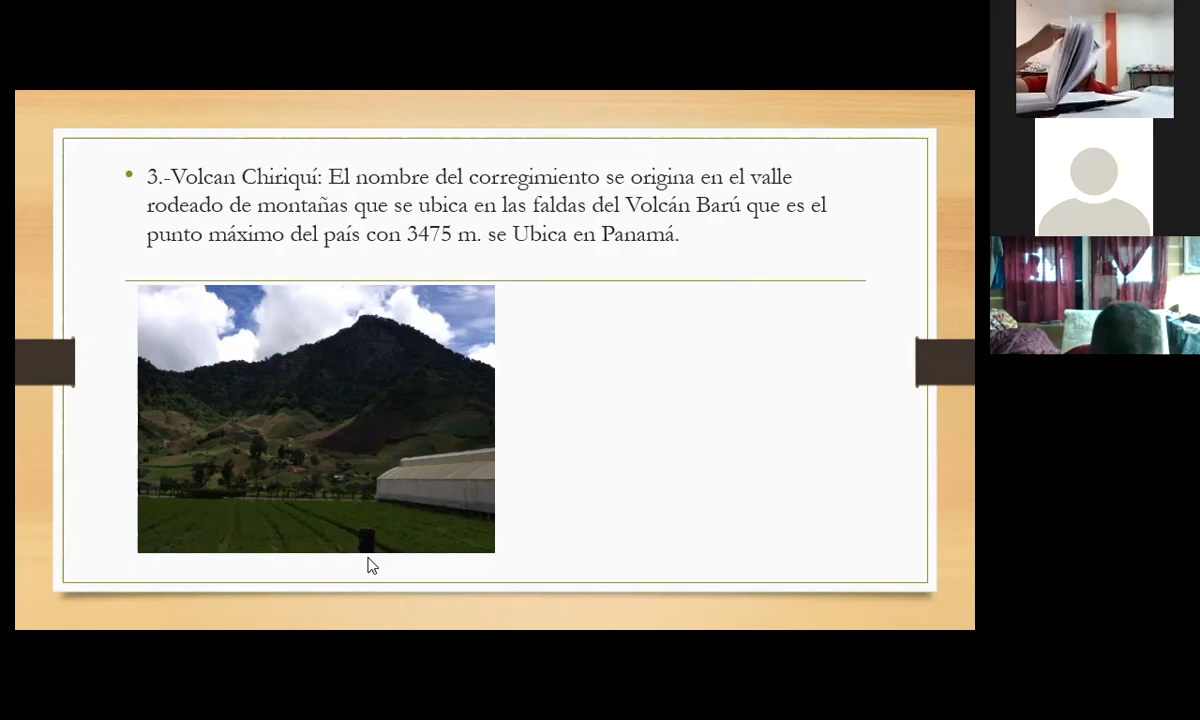 3.-Volcan Chiriquí: El nombre del corregimiento se origina en el valle
rodeado de montañas que se ubica en las faldas del Volcán Barú que es el
punto máximo del país con 3475 m. se Ubica en Panamá.